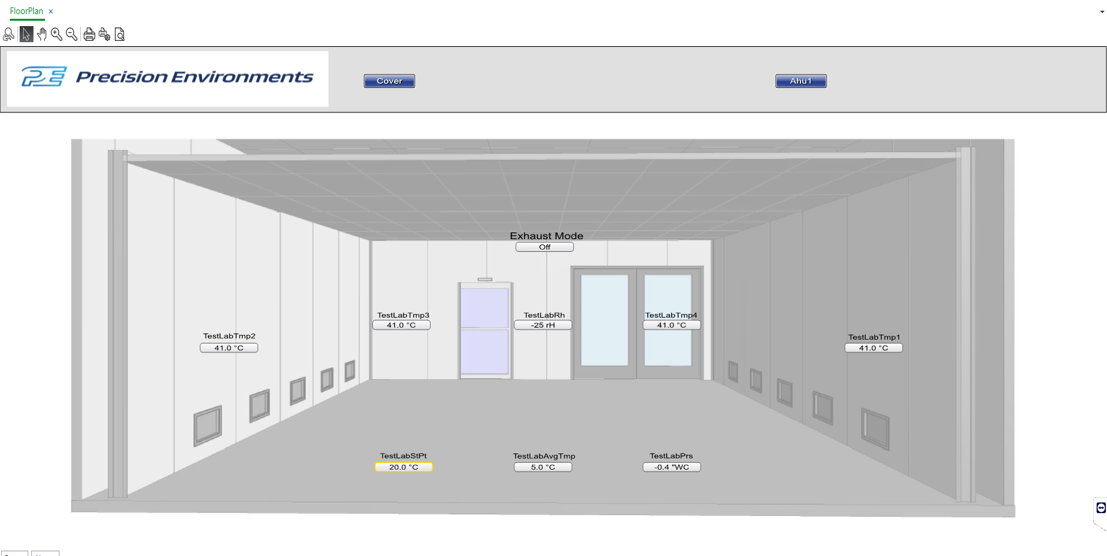 FloorPlan x
PE Precision Environments
Cover
Ahu1
Exhaust Mode
Off
TestLabTmp3
41.0 °C
TestLabRh
-25 rH
TestLabTmp4
41.0 °C
TestLabTmp2
41.0 °C
TestLabTmp1
41.0 °C
TestLabStPt
20.0 °C
TestLabAvgTmp
5.0 °C
TestLabPrs
-0.4 "WC